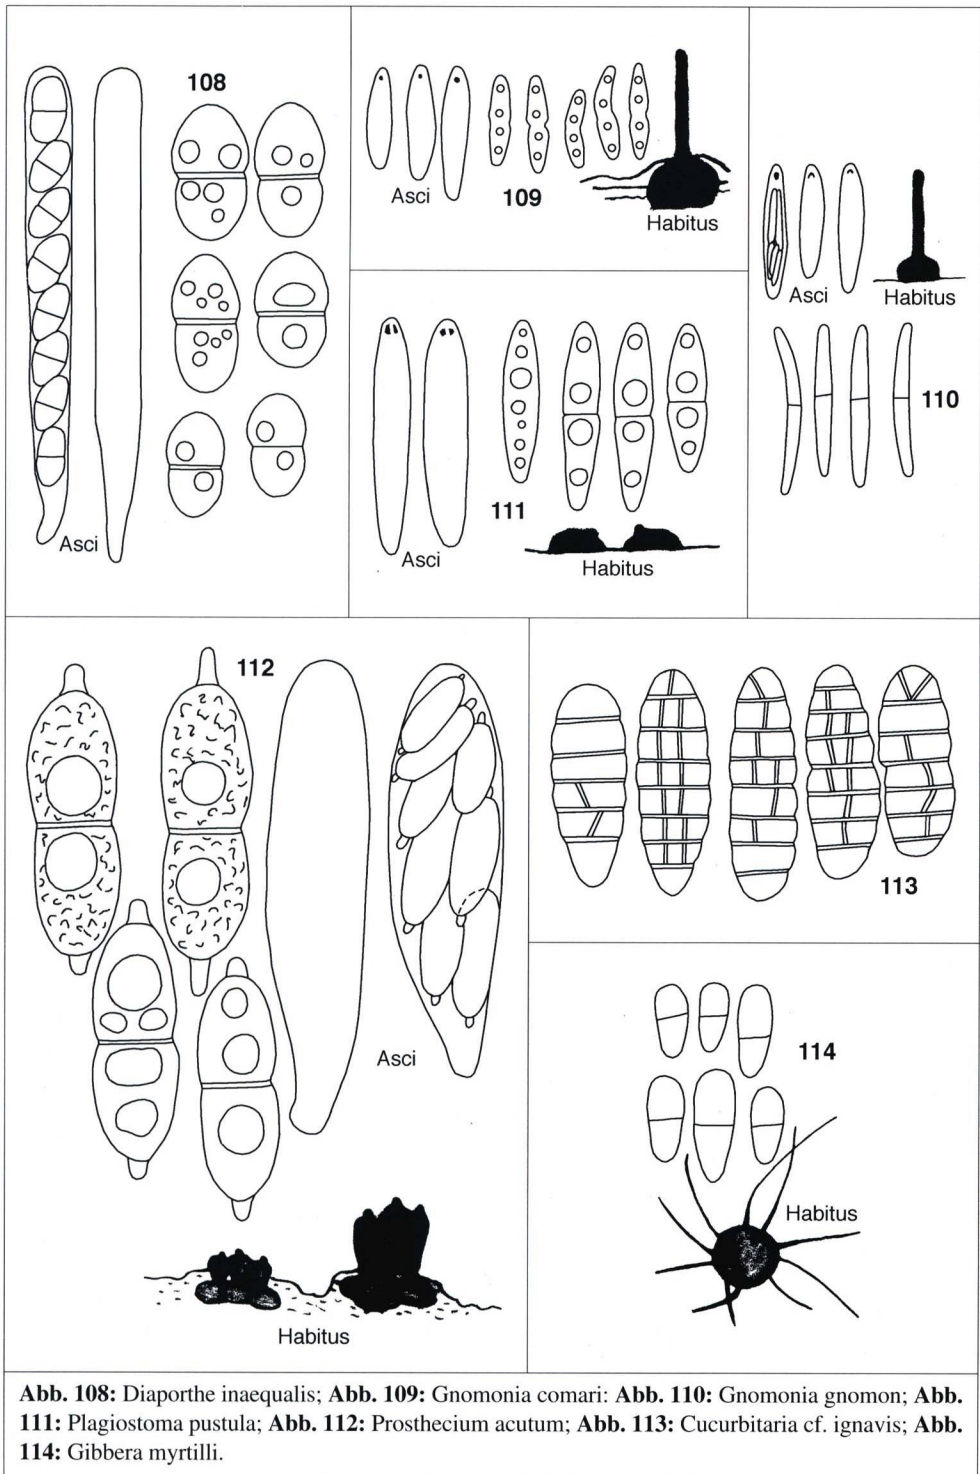 108
Asci
Asci
109
Habitus
Asci
Habitus
110
111
Asci
Habitus
112
Asci
Habitus
113
114
Habitus
Abb. 108: Diaporthe inaequalis; Abb. 109: Gnomonia comari: Abb. 110: Gnomonia gnomon; Abb.
111: Plagiostoma pustula; Abb. 112: Prosthecium acutum; Abb. 113: Cucurbitaria cf. ignavis; Abb.
114: Gibbera myrtilli.